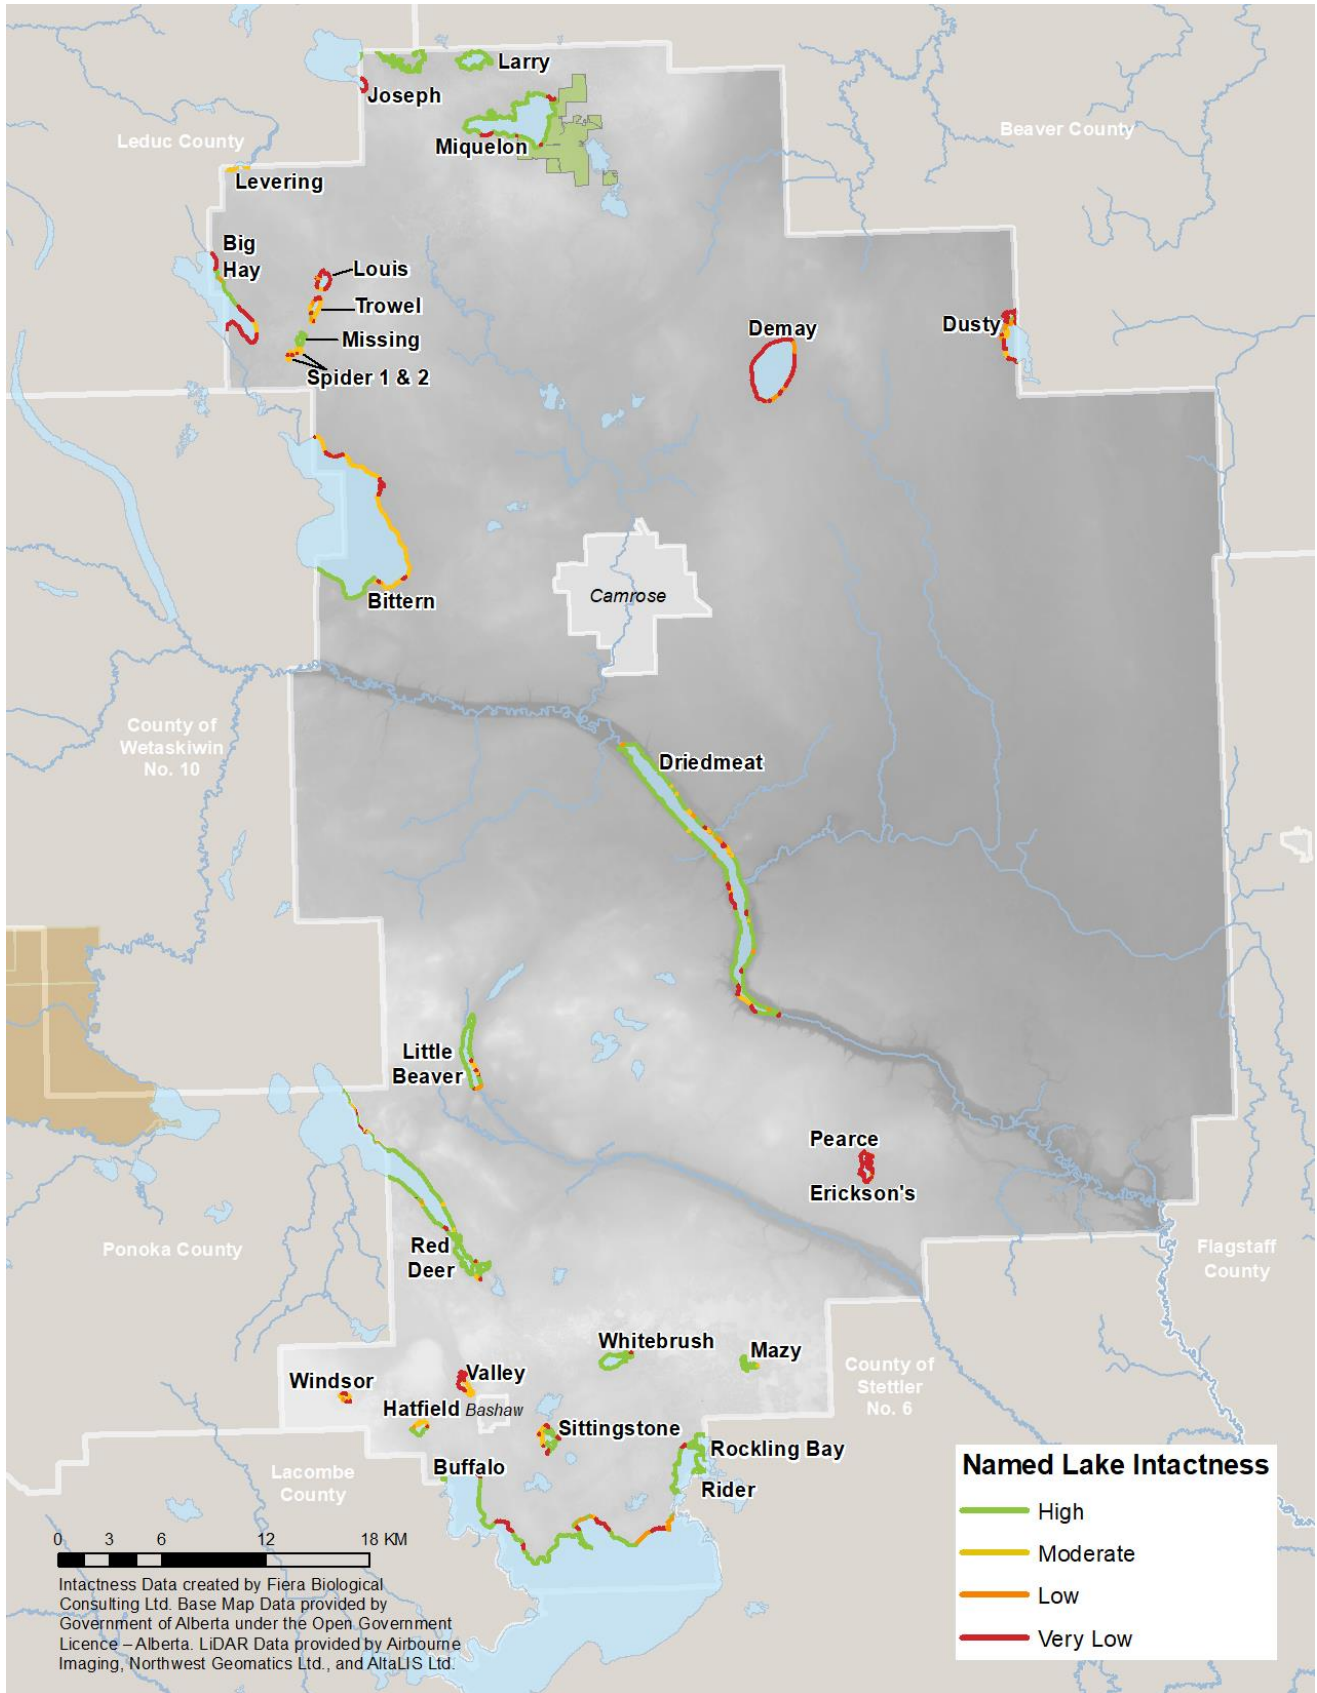 Larry
Joseph
Miquelon
Leduc County
Beaver County
Levering
Big
Hay
Louis
Trowel
Missing
Spider 1 & 2
Demay
Dusty
Bittern
Camrose
County of
Wetaskiwin
No. 10
Driedmeat
Little
Beaver
Pearce
Erickson's
Ponoka County
Red
Deer
Flagstaff
County
Whitebrush
Mazy
County of
Stettler
No. 6
Windsor
Valley
Hatfield
Bashaw
Sittingstone
Rockling Bay
Buffalo
Rider
Lacombe
County
Named Lake Intactness
High
Moderate
Low
Very Low
0 3 6 12 18 KM
Intactness Data created by Fiera Biological
Consulting Ltd. Base Map Data provided by
Government of Alberta under the Open Government
Licence – Alberta. LiDAR Data provided by Airbourne
Imaging, Northwest Geomatics Ltd., and AltaLIS Ltd.